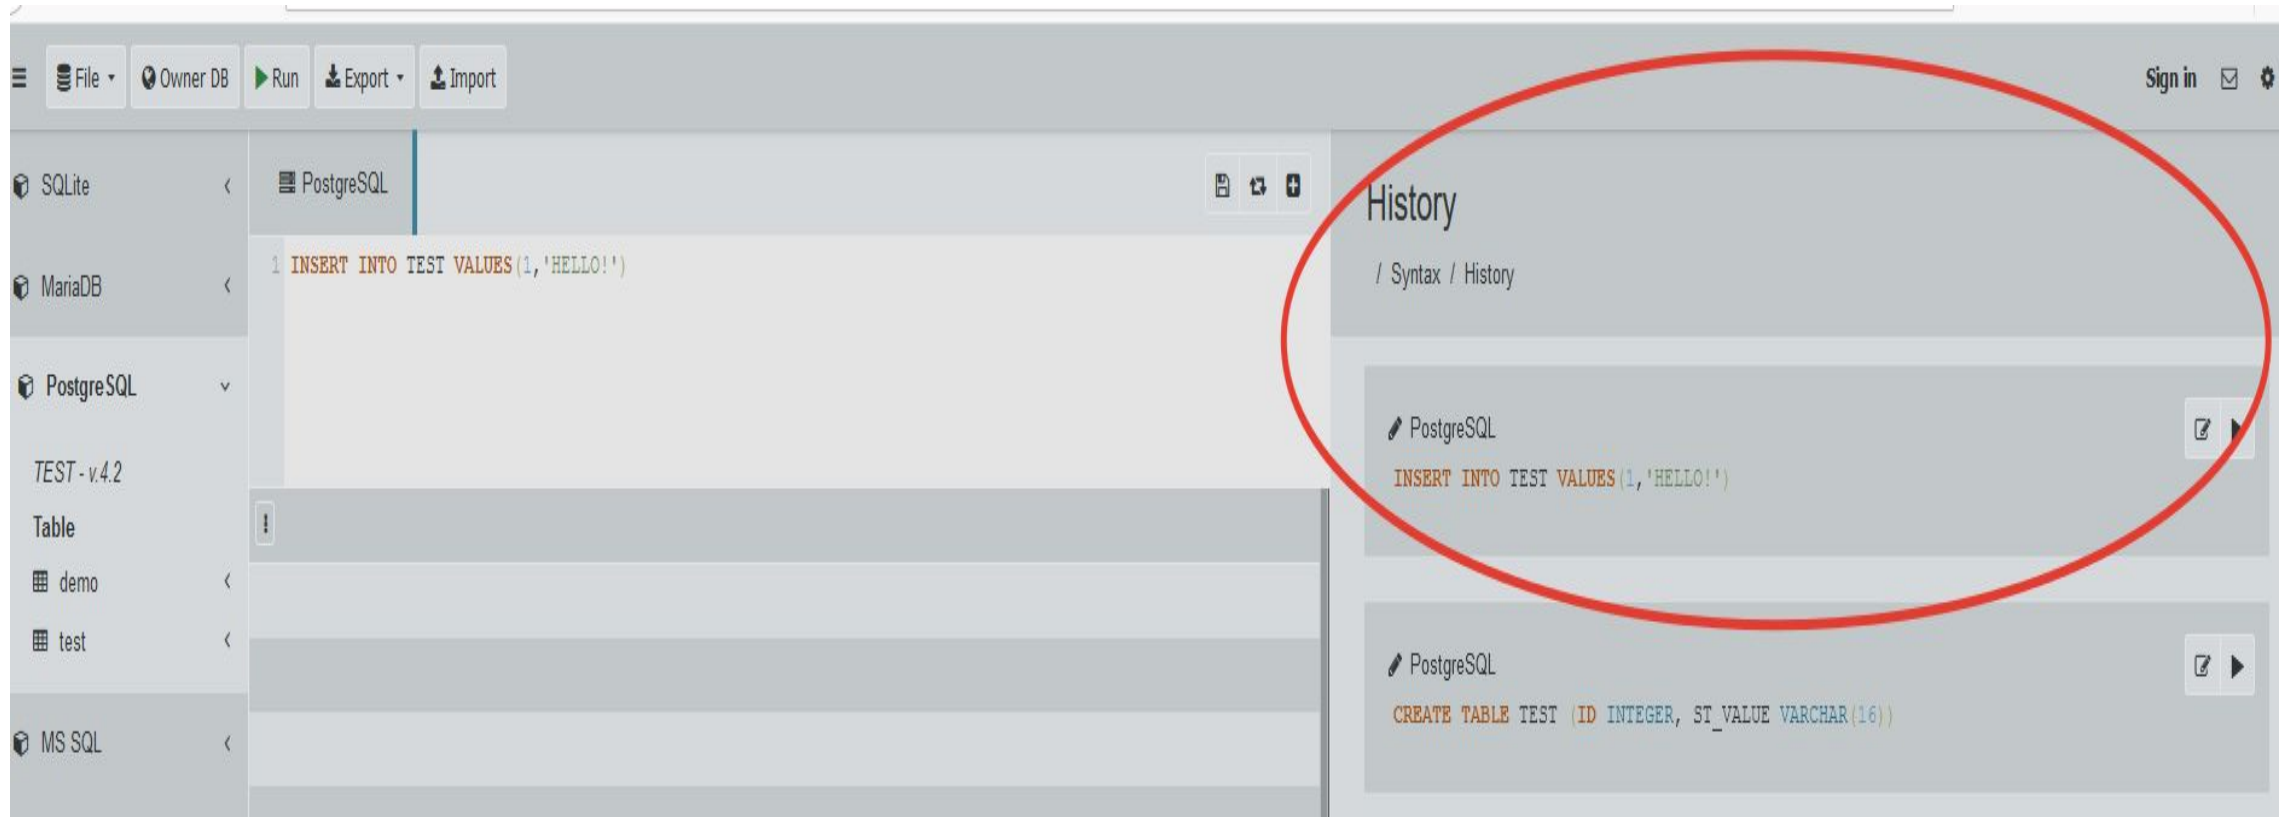 File
Owner DB
Run
Export
Import
Sign in
SQLite
MariaDB
PostgreSQL
TEST - v.4.2
Table
demo
test
MS SQL
PostgreSQL
1 INSERT INTO TEST VALUES(1,'HELLO!')
History
/ Syntax / History
PostgreSQL
INSERT INTO TEST VALUES(1,'HELLO!')
PostgreSQL
CREATE TABLE TEST (ID INTEGER, ST_VALUE VARCHAR(16))